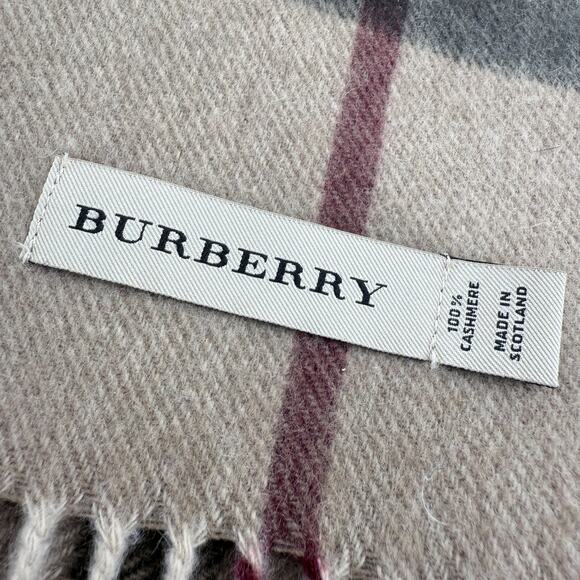 BURBERRY
100%
CASHMERE
MADE IN
SCOTLAND